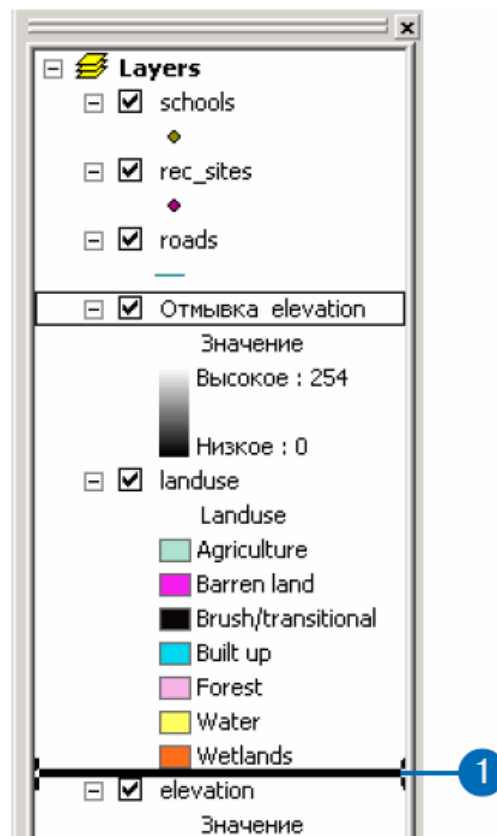 Layers
schools
rec_sites
roads
Отмывка elevation
Значение
Высокое : 254
Низкое : 0
landuse
Landuse
Agriculture
Barren land
Brush/transitional
Built up
Forest
Water
Wetlands
1
elevation
Значение